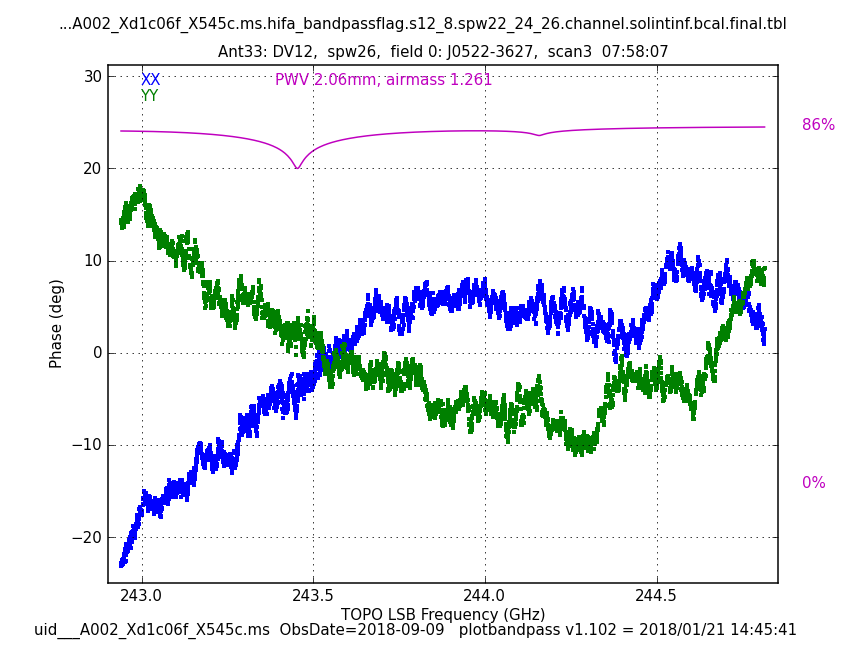 ...A002_Xd1c06f_X545c.ms.hifa_bandpassflag.s12_8.spw22_24_26.channel.solintinf.bcal.final.tbl
Ant33: DV12,  spw26,  field 0: J0522-3627,  scan3  07:58:07
XX
YY
PWV 2.06mm, airmass 1.261
86%
0%
30
20
10
0
−10
−20
Phase (deg)
243.0
243.5
244.0
244.5
TOPO LSB Frequency (GHz)
uid___A002_Xd1c06f_X545c.ms  ObsDate=2018-09-09   plotbandpass v1.102 = 2018/01/21 14:45:41